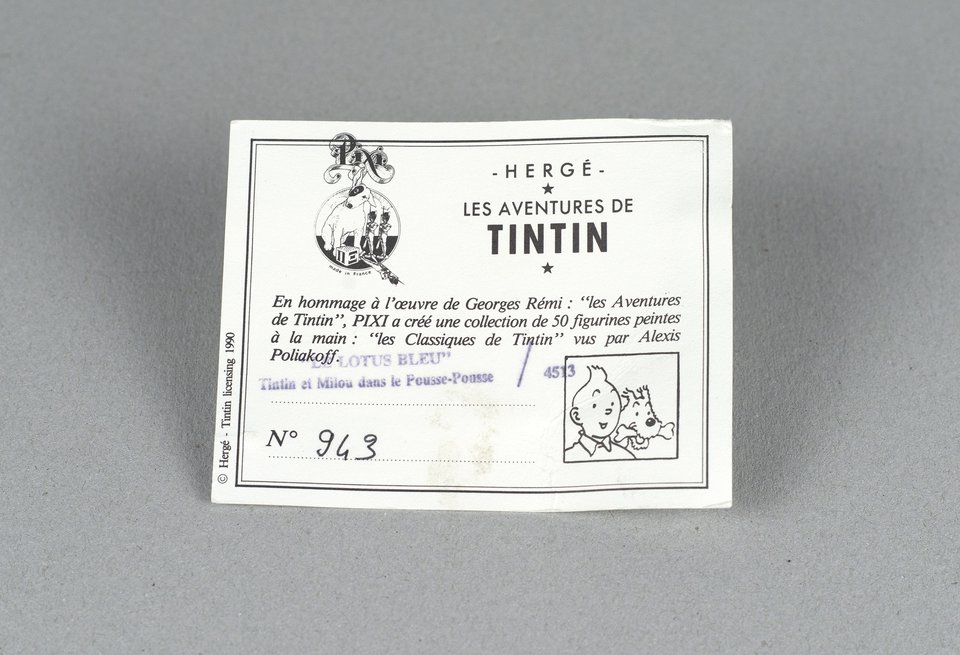 PIXI
made in France
- HERGÉ -
LES AVENTURES DE
TINTIN
En hommage à l'œuvre de Georges Rémi : "les Aventures
de Tintin", PIXI a créé une collection de 50 figurines peintes
à la main : "les Classiques de Tintin" vus par Alexis
Poliakoff.
"LE LOTUS BLEU"
Tintin et Milou dans le Pousse-Pousse / 4513
N° 943
© Hergé - Tintin licensing 1990